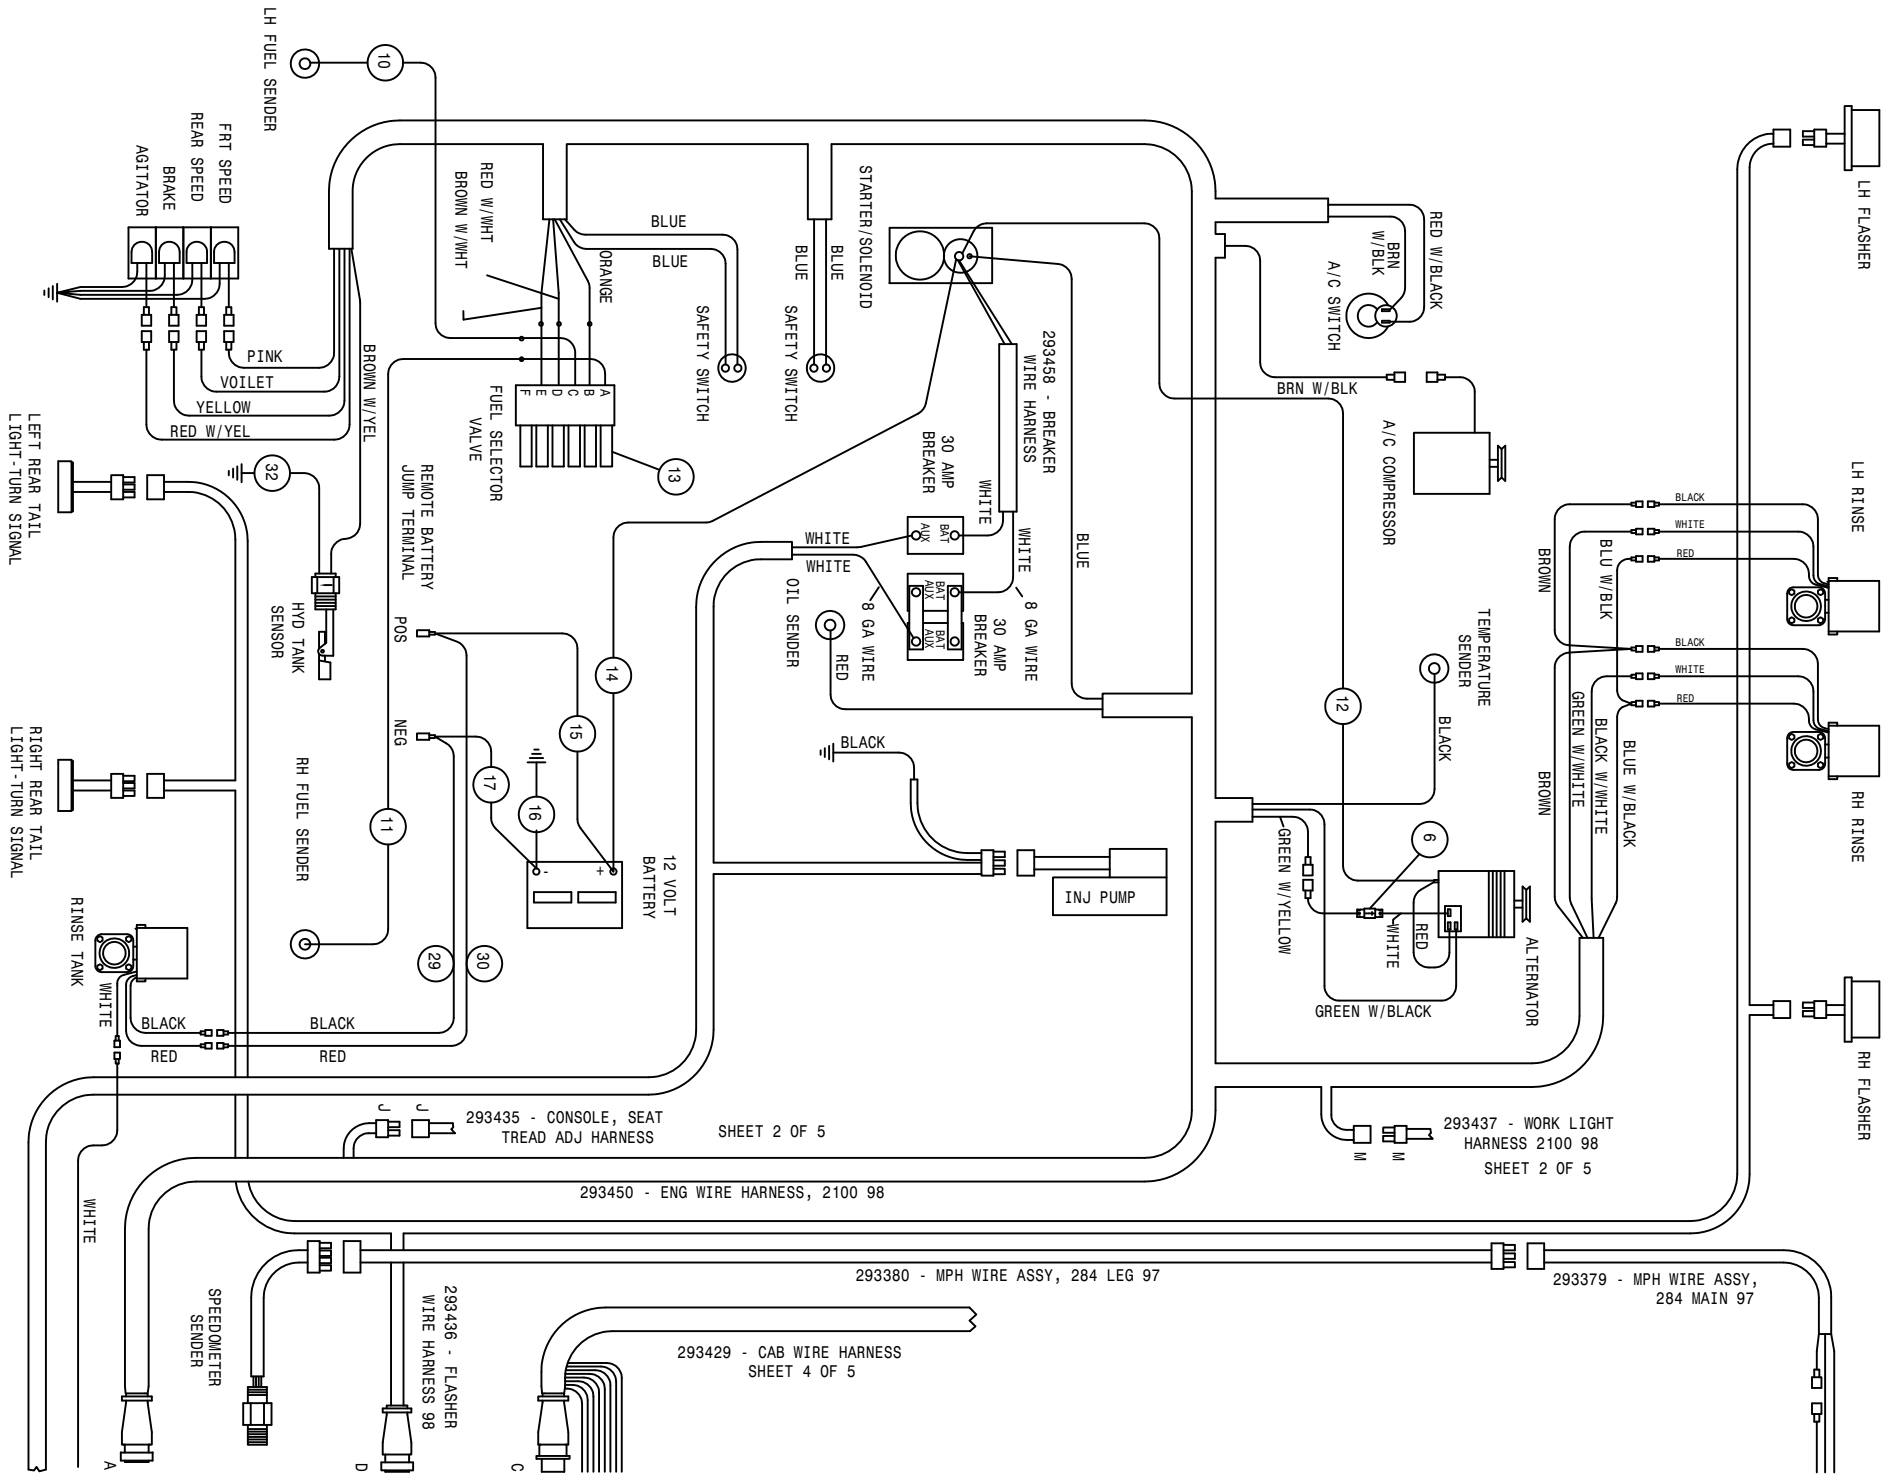 LH FUEL SENDER
10
FRT SPEED
REAR SPEED
BRAKE
AGITATOR
PINK
VOILET
YELLOW
RED W/YEL
BROWN W/YEL
RED W/WHT
BROWN W/WHT
ORANGE
BLUE
BLUE
BLUE
BLUE
SAFETY SWITCH
SAFETY SWITCH
STARTER/SOLENOID
A
B
C
D
E
F
FUEL SELECTOR
VALVE
13
293458 - BREAKER
WIRE HARNESS
30 AMP
BREAKER
WHITE
BAT
AUX
WHITE
WHITE
WHITE
8 GA WIRE
8 GA WIRE
BAT
AUX
BAT
AUX
30 AMP
BREAKER
OIL SENDER
RED
BLUE
RED W/BLACK
BRN
W/BLK
A/C SWITCH
BRN W/BLK
A/C COMPRESSOR
LH FLASHER
LH RINSE
BLACK
WHITE
RED
BROWN
BLU W/BLK
BLACK
WHITE
RED
RH RINSE
BROWN
GREEN W/WHITE
BLACK W/WHITE
BLUE W/BLACK
TEMPERATURE
SENDER
BLACK
12
6
GREEN W/YELLOW
WHITE
RED
GREEN W/BLACK
ALTERNATOR
RH FLASHER
LEFT REAR TAIL
LIGHT-TURN SIGNAL
32
HYD TANK
SENSOR
REMOTE BATTERY
JUMP TERMINAL
POS
NEG
14
15
16
17
12 VOLT
BATTERY
-
+
BLACK
INJ PUMP
RIGHT REAR TAIL
LIGHT-TURN SIGNAL
RH FUEL SENDER
11
29
30
RINSE TANK
WHITE
BLACK
RED
BLACK
RED
WHITE
J
J
293435 - CONSOLE, SEAT
TREAD ADJ HARNESS
SHEET 2 OF 5
M
M
293437 - WORK LIGHT
HARNESS 2100 98
SHEET 2 OF 5
293450 - ENG WIRE HARNESS, 2100 98
293380 - MPH WIRE ASSY, 284 LEG 97
293379 - MPH WIRE ASSY,
284 MAIN 97
SPEEDOMETER
SENDER
293436 - FLASHER
WIRE HARNESS 98
293429 - CAB WIRE HARNESS
SHEET 4 OF 5
A
D
C